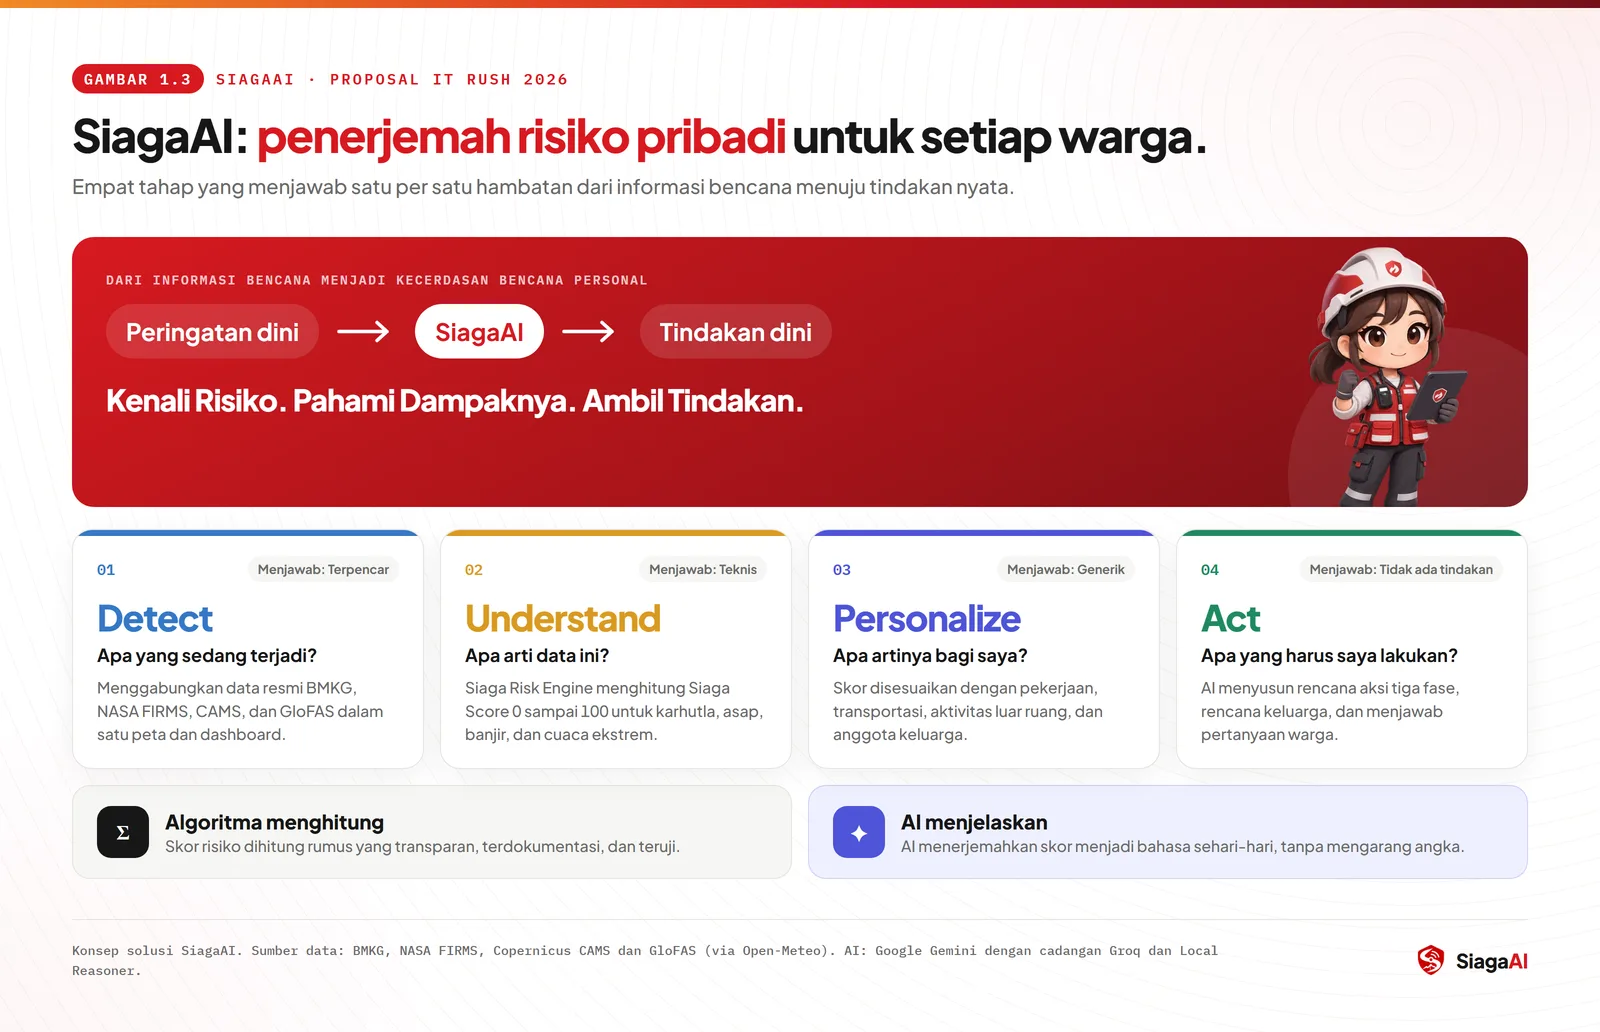 GAMBAR 1.3 SIAGAAI · PROPOSAL IT RUSH 2026
SiagaAI: penerjemah risiko pribadi untuk setiap warga.
Empat tahap yang menjawab satu per satu hambatan dari informasi bencana menuju tindakan nyata.
DARI INFORMASI BENCANA MENJADI KECERDASAN BENCANA PERSONAL
Peringatan dini → SiagaAI → Tindakan dini
Kenali Risiko. Pahami Dampaknya. Ambil Tindakan.
01 Menjawab: Terpencar
Detect
Apa yang sedang terjadi?
Menggabungkan data resmi BMKG,
NASA FIRMS, CAMS, dan GloFAS dalam
satu peta dan dashboard.
02 Menjawab: Teknis
Understand
Apa arti data ini?
Siaga Risk Engine menghitung Siaga
Score 0 sampai 100 untuk karhutla, asap,
banjir, dan cuaca ekstrem.
03 Menjawab: Generik
Personalize
Apa artinya bagi saya?
Skor disesuaikan dengan pekerjaan,
transportasi, aktivitas luar ruang, dan
anggota keluarga.
04 Menjawab: Tidak ada tindakan
Act
Apa yang harus saya lakukan?
AI menyusun rencana aksi tiga fase,
rencana keluarga, dan menjawab
pertanyaan warga.
Σ
Algoritma menghitung
Skor risiko dihitung rumus yang transparan, terdokumentasi, dan teruji.
AI menjelaskan
AI menerjemahkan skor menjadi bahasa sehari-hari, tanpa mengarang angka.
Konsep solusi SiagaAI. Sumber data: BMKG, NASA FIRMS, Copernicus CAMS dan GloFAS (via Open-Meteo). AI: Google Gemini dengan cadangan Groq dan Local
Reasoner.
SiagaAI